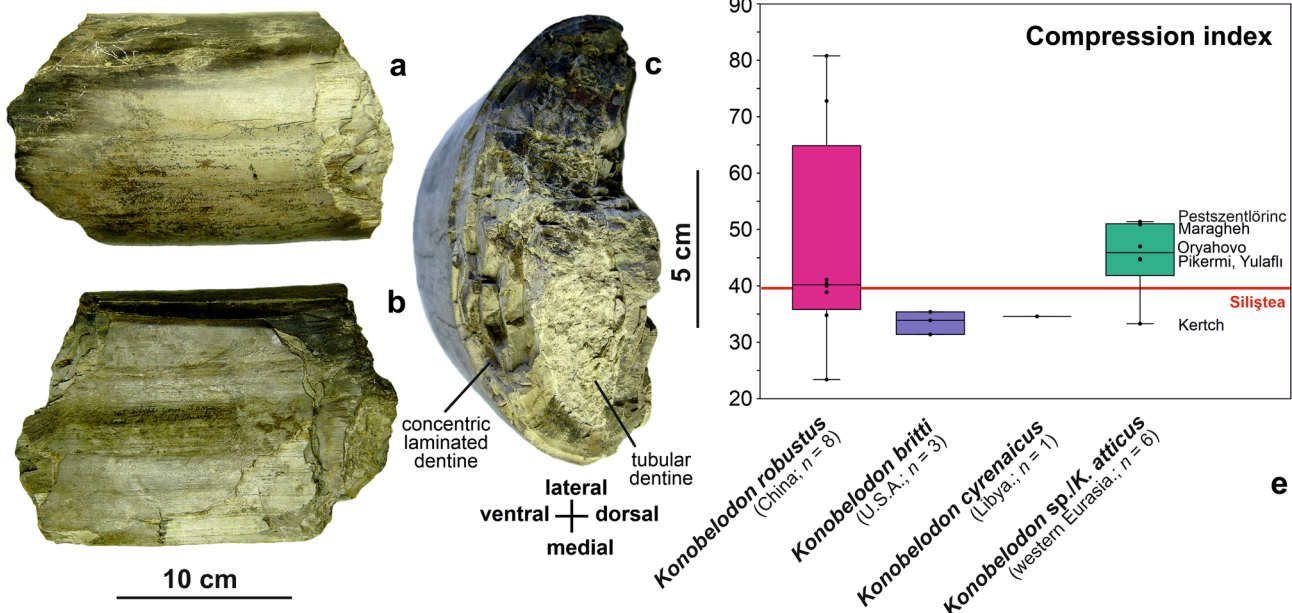 a
b
10 cm
c
5 cm
concentric
laminated
dentine
tubular
dentine
lateral
ventral
dorsal
medial
Compression index
90
80
70
60
50
40
30
20
Pestszentlörinc
Maragheh
Oryahovo
Pikermi, Yulaflı
Siliştea
Kertch
Konobelodon robustus
(China; n = 8)
Konobelodon britti
(U.S.A.; n = 3)
Konobelodon cyrenaicus
(Libya:; n = 1)
Konobelodon sp./K. atticus
(western Eurasia:; n = 6)
e